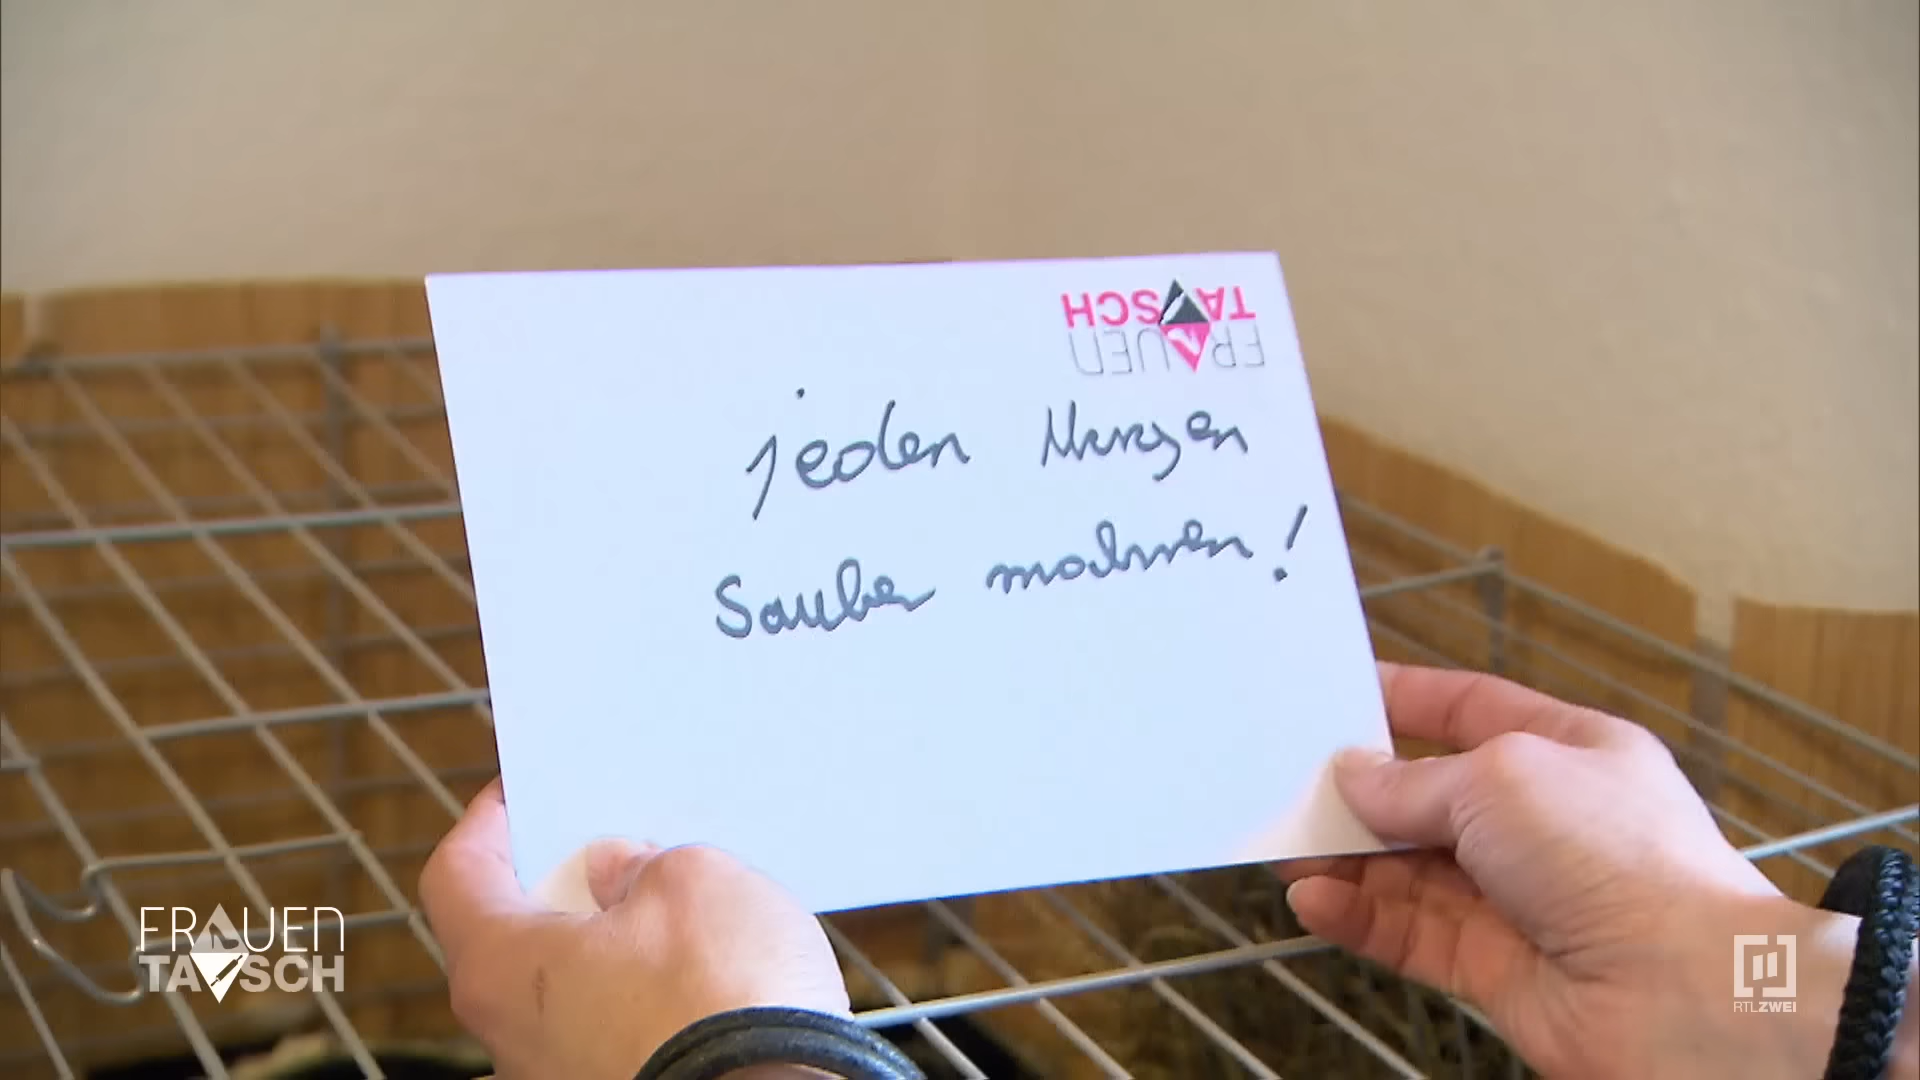 FRAUEN
TAUSCH
jeden Morgen
Sauber machen!
FRAUEN
TAUSCH
RTLZWEI